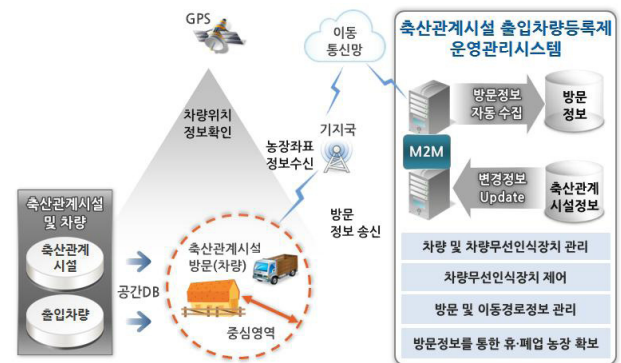 GPS
이동
통신망
차량위치
정보확인
농장좌표
정보수신
기지국
방문
정보 송신
축산관계시설
및 차량
축산관계
시설
출입차량
공간DB
축산관계시설
방문(차량)
중심영역
축산관계시설 출입차량등록제
운영관리시스템
방문정보
자동 수집
방문
정보
M2M
변경정보
Update
축산관계
시설정보
차량 및 차량무선인식장치 관리
차량무선인식장치 제어
방문 및 이동경로정보 관리
방문정보를 통한 휴·폐업 농장 확보